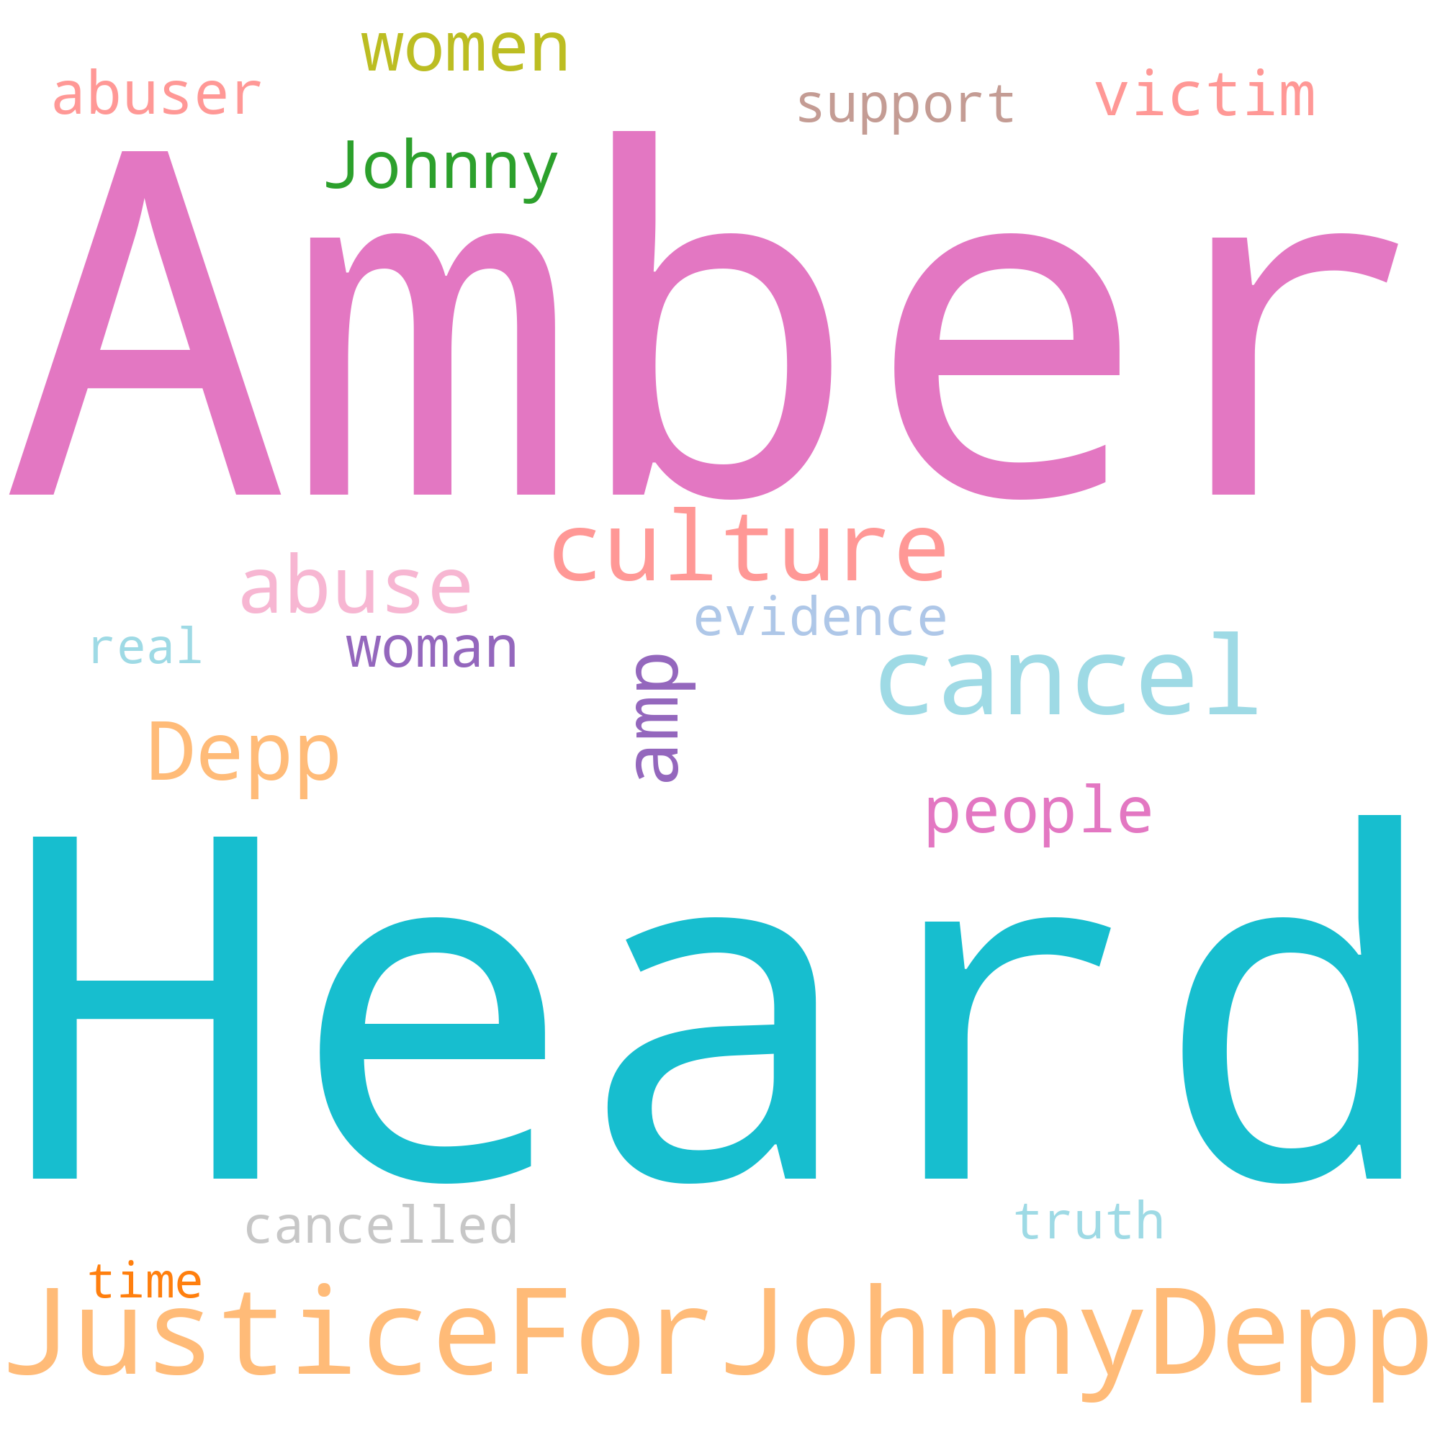 women
abuser
support
victim
Johnny
Amber
culture
abuse
evidence
real
woman
amp
cancel
Depp
people
Heard
cancelled
truth
time
JusticeForJohnnyDepp